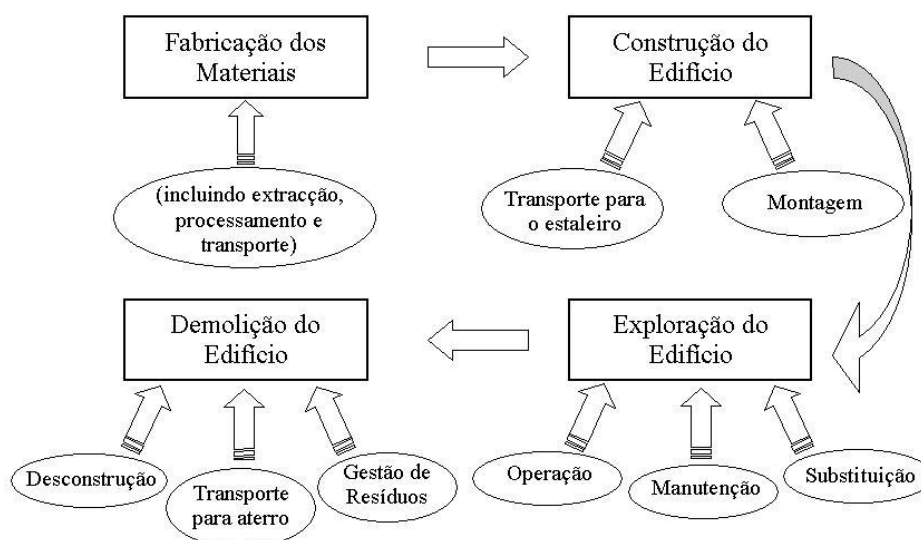 Fabricação dos
Materiais
Construção do
Edifício
(incluindo extracção,
processamento e
transporte)
Transporte para
o estaleiro
Montagem
Demolição do
Edifício
Exploração do
Edifício
Desconstrução
Transporte
para aterro
Gestão de
Resíduos
Operação
Manutenção
Substituição